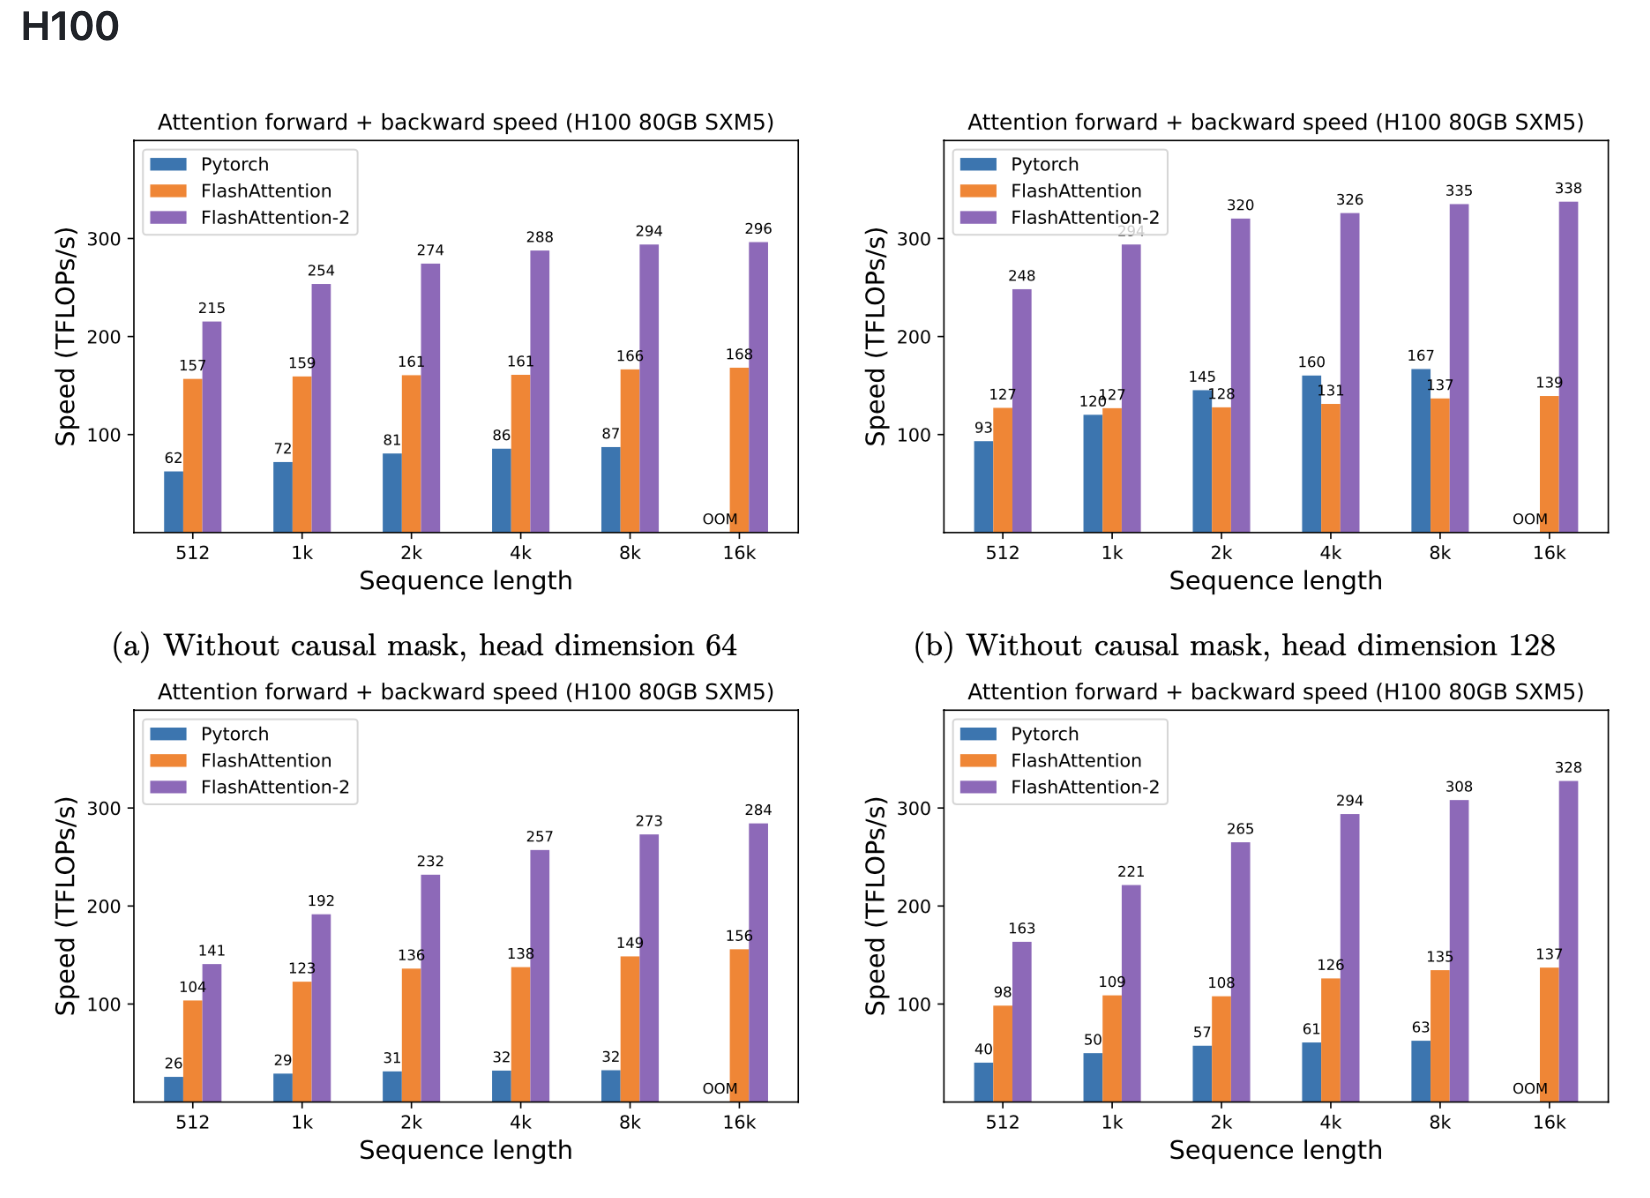 H100
Attention forward + backward speed (H100 80GB SXM5)
Pytorch
FlashAttention
FlashAttention-2
Speed (TFLOPs/s)
300
200
100
62 157 215
72 159 254
81 161 274
86 161 288
87 166 294
OOM 168 296
512 1k 2k 4k 8k 16k
Sequence length
(a) Without causal mask, head dimension 64
Attention forward + backward speed (H100 80GB SXM5)
Pytorch
FlashAttention
FlashAttention-2
Speed (TFLOPs/s)
300
200
100
93 127 248
120 127 294
145 128 320
160 131 326
167 137 335
OOM 139 338
512 1k 2k 4k 8k 16k
Sequence length
(b) Without causal mask, head dimension 128
Attention forward + backward speed (H100 80GB SXM5)
Pytorch
FlashAttention
FlashAttention-2
Speed (TFLOPs/s)
300
200
100
26 104 141
29 123 192
31 136 232
32 138 257
32 149 273
OOM 156 284
512 1k 2k 4k 8k 16k
Sequence length
Attention forward + backward speed (H100 80GB SXM5)
Pytorch
FlashAttention
FlashAttention-2
Speed (TFLOPs/s)
300
200
100
40 98 163
50 109 221
57 108 265
61 126 294
63 135 308
OOM 137 328
512 1k 2k 4k 8k 16k
Sequence length